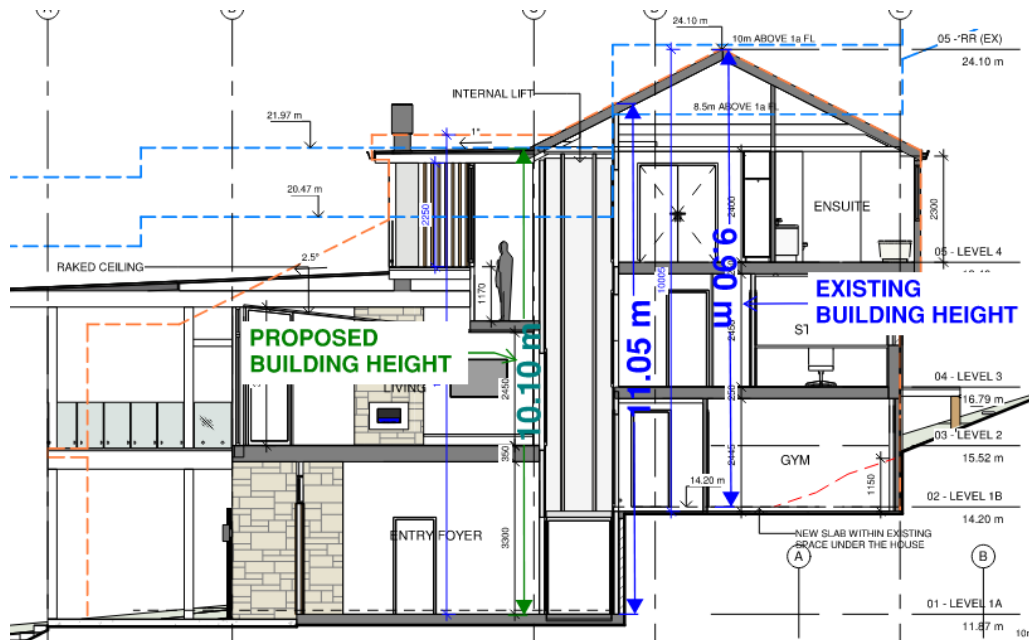 A
B
C
D
E
24.10 m
10m ABOVE 1a FL
05 - RR (EX)
24.10 m
INTERNAL LIFT
8.5m ABOVE 1a FL
21.97 m
1°
20.47 m
2250
2400
ENSUITE
2300
RAKED CEILING
2.5°
1170
10005
05 - LEVEL 4
9.90 m
EXISTING
BUILDING HEIGHT
11.05 m
PROPOSED
BUILDING HEIGHT
10.10 m
ST
LIVING
2450
2480
250
04 - LEVEL 3
16.79 m
03 - LEVEL 2
15.52 m
350
2445
GYM
14.20 m
1150
02 - LEVEL 1B
14.20 m
ENTRY FOYER
3300
NEW SLAB WITHIN EXISTING
SPACE UNDER THE HOUSE
A
B
01 - LEVEL 1A
11.87 m